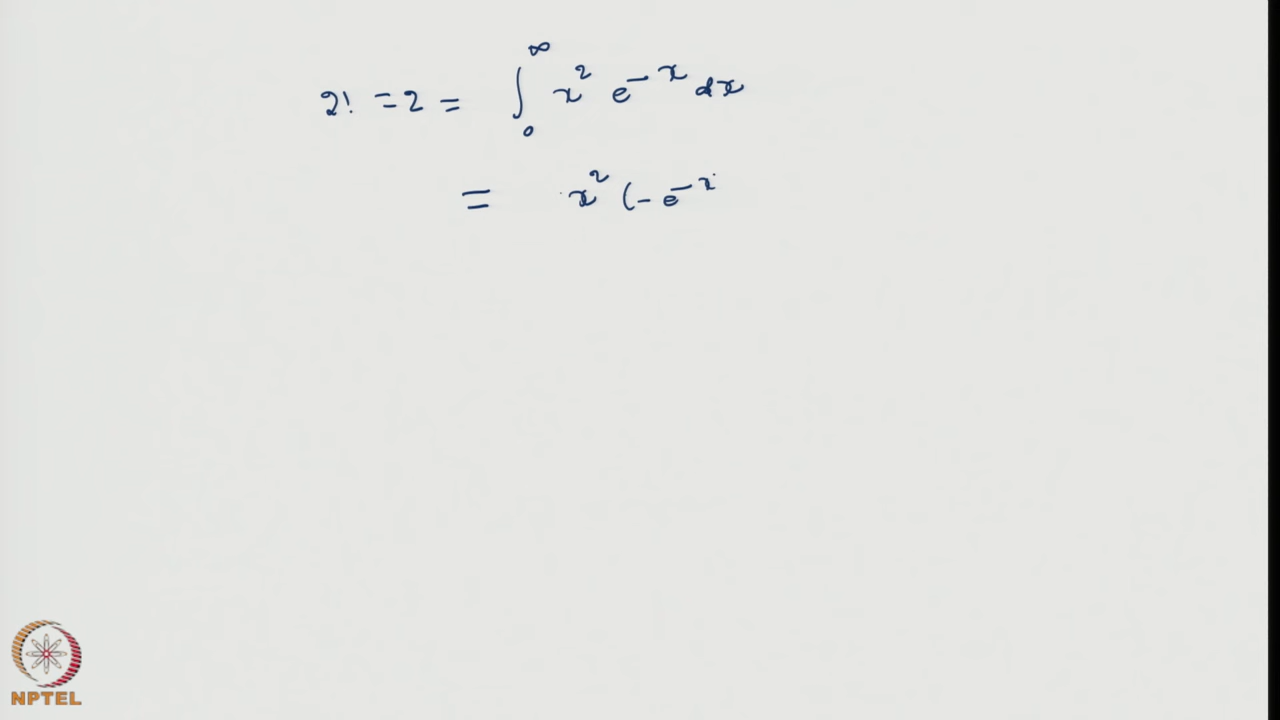 2! = 2 = ∫₀^∞ x² e^{-x} dx
= x² (-e^{-x}
NPTEL